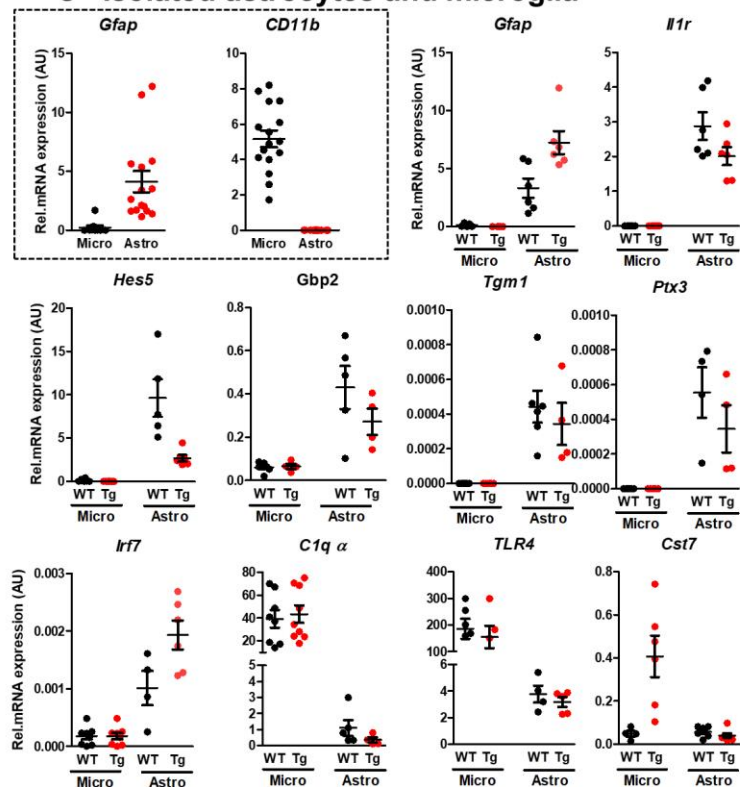 Gfap CD11b Gfap Il1r
Rel.mRNA expression (AU)
15 10 5 0
10 8 6 4 2 0
Rel.mRNA expression (AU)
15 10 5 0
5 4 3 2 1 0
Micro Astro Micro Astro
WT Tg WT Tg WT Tg WT Tg
Micro Astro Micro Astro
Hes5 Gbp2 Tgm1 Ptx3
Rel.mRNA expression (AU)
20 15 10 5 0
0.8 0.6 0.4 0.2 0.0
0.0010 0.0008 0.0006 0.0004 0.0002 0.0000
0.0010 0.0008 0.0006 0.0004 0.0002 0.0000
WT Tg WT Tg WT Tg WT Tg WT Tg WT Tg WT Tg WT Tg
Micro Astro Micro Astro Micro Astro Micro Astro
Irf7 C1q α TLR4 Cst7
Rel.mRNA expression (AU)
0.003 0.002 0.001 0.000
80 60 40 20 5 4 3 2 1 0
400 300 200 100 6 4 2 0
0.8 0.6 0.4 0.2 0.0
WT Tg WT Tg WT Tg WT Tg WT Tg WT Tg WT Tg WT Tg
Micro Astro Micro Astro Micro Astro Micro Astro